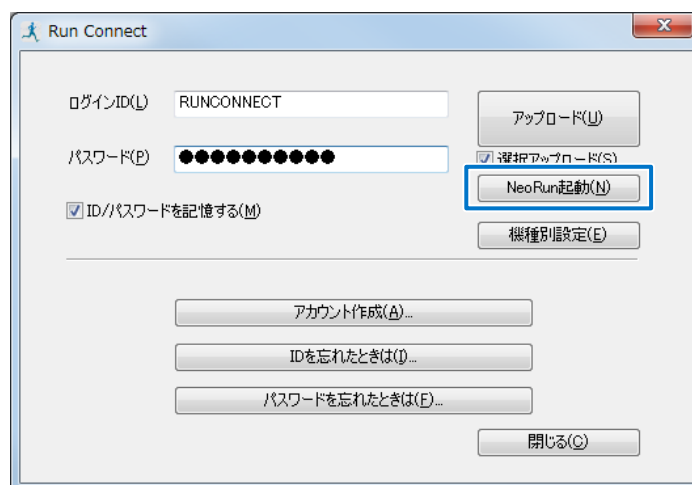 Run Connect
ログインID(L)
RUNCONNECT
アップロード(U)
パスワード(P)
●●●●●●●●●●
選択アップロード(S)
NeoRun起動(N)
ID/パスワードを記憶する(M)
機種別設定(E)
アカウント作成(A)...
IDを忘れたときは(I)...
パスワードを忘れたときは(F)...
閉じる(C)